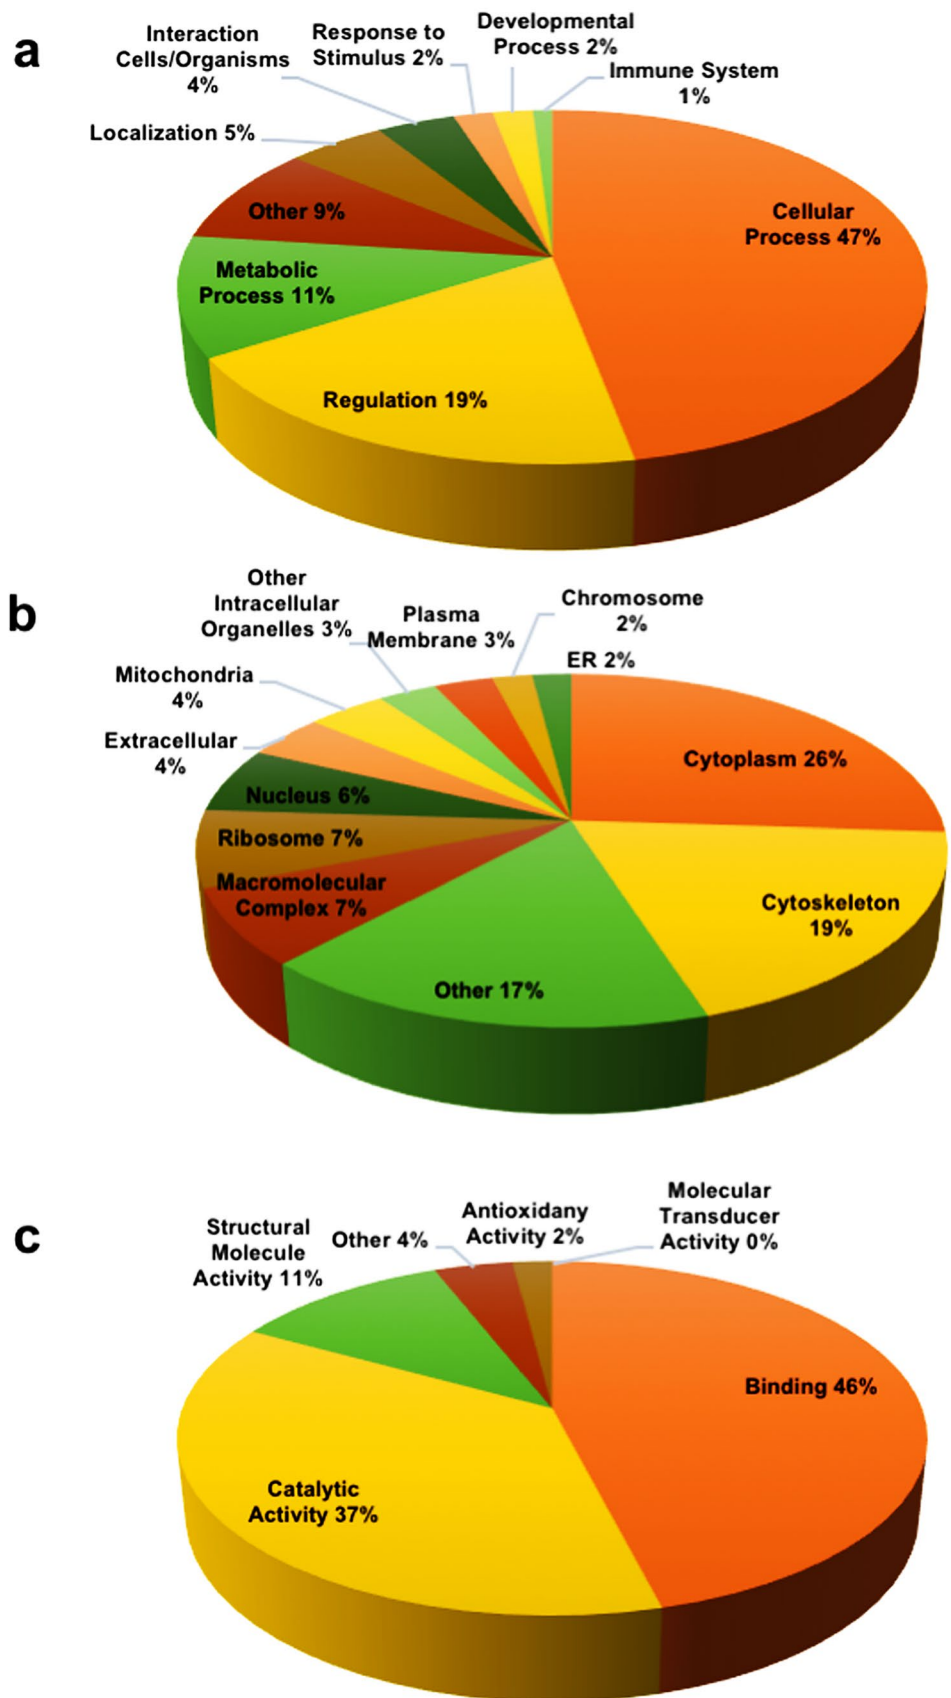 a
Interaction
Cells/Organisms
4%
Response to
Stimulus 2%
Developmental
Process 2%
Immune System
1%
Localization 5%
Other 9%
Cellular
Process 47%
Metabolic
Process 11%
Regulation 19%
b
Other
Intracellular
Organelles 3%
Plasma
Membrane 3%
Chromosome
2%
ER 2%
Mitochondria
4%
Extracellular
4%
Cytoplasm 26%
Nucleus 6%
Ribosome 7%
Macromolecular
Complex 7%
Cytoskeleton
19%
Other 17%
c
Structural
Molecule
Activity 11%
Other 4%
Antioxidany
Activity 2%
Molecular
Transducer
Activity 0%
Binding 46%
Catalytic
Activity 37%